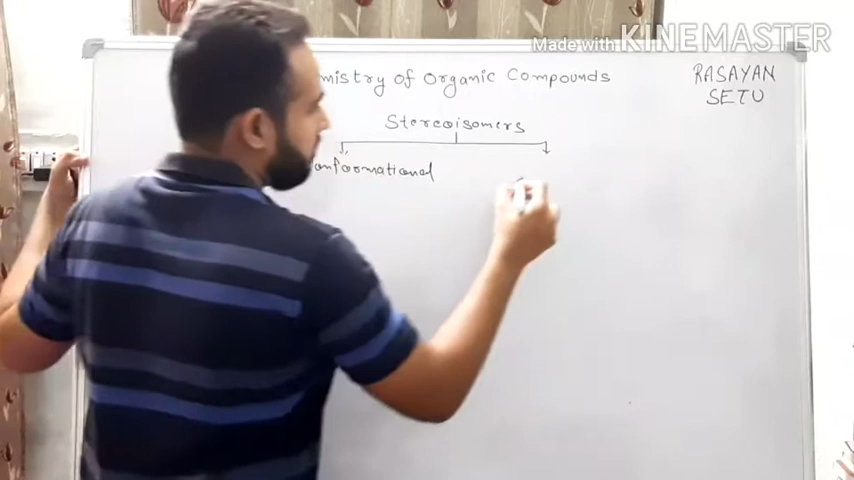 Made with KINEMASTER
mistry of Organic Compounds
RASAYAN
SETU
Stereoisomers
onformational